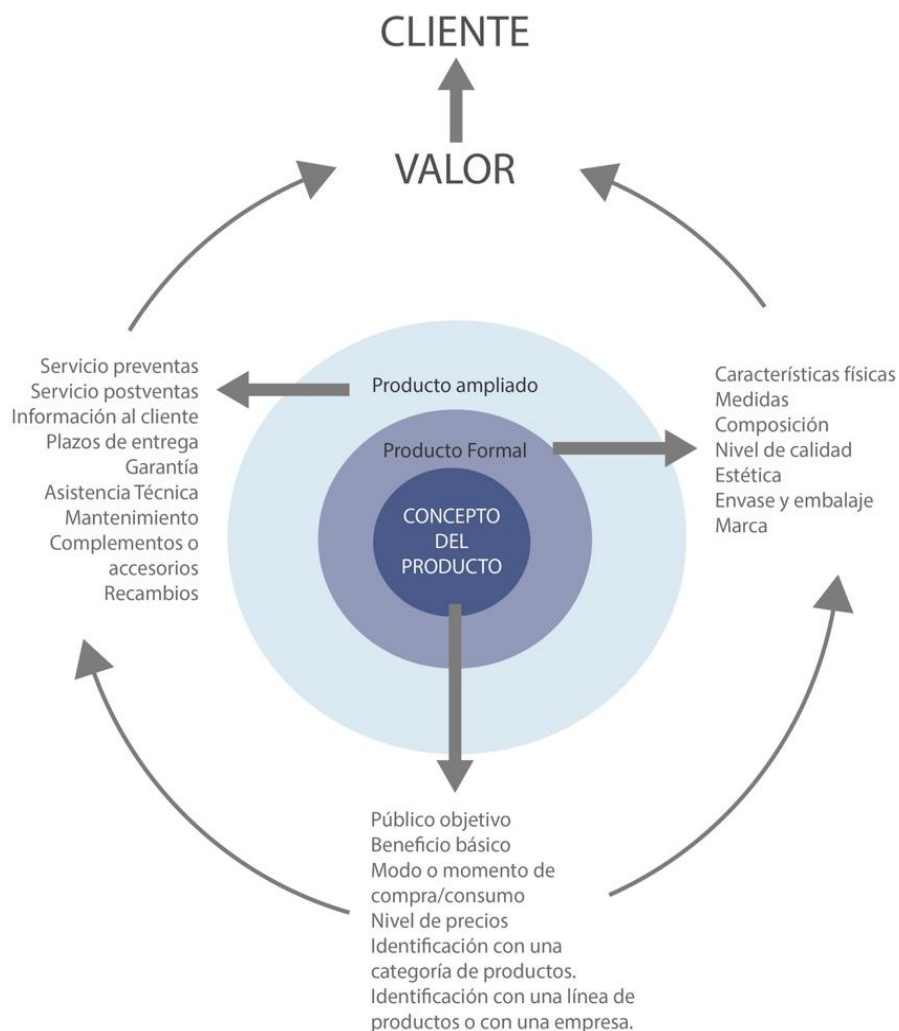 CLIENTE
VALOR
Servicio preventas
Servicio postventas
Información al cliente
Plazos de entrega
Garantía
Asistencia Técnica
Mantenimiento
Complementos o
accesorios
Recambios
Producto ampliado
Producto Formal
CONCEPTO
DEL
PRODUCTO
Características físicas
Medidas
Composición
Nivel de calidad
Estética
Envase y embalaje
Marca
Público objetivo
Beneficio básico
Modo o momento de
compra/consumo
Nivel de precios
Identificación con una
categoría de productos.
Identificación con una línea de
productos o con una empresa.